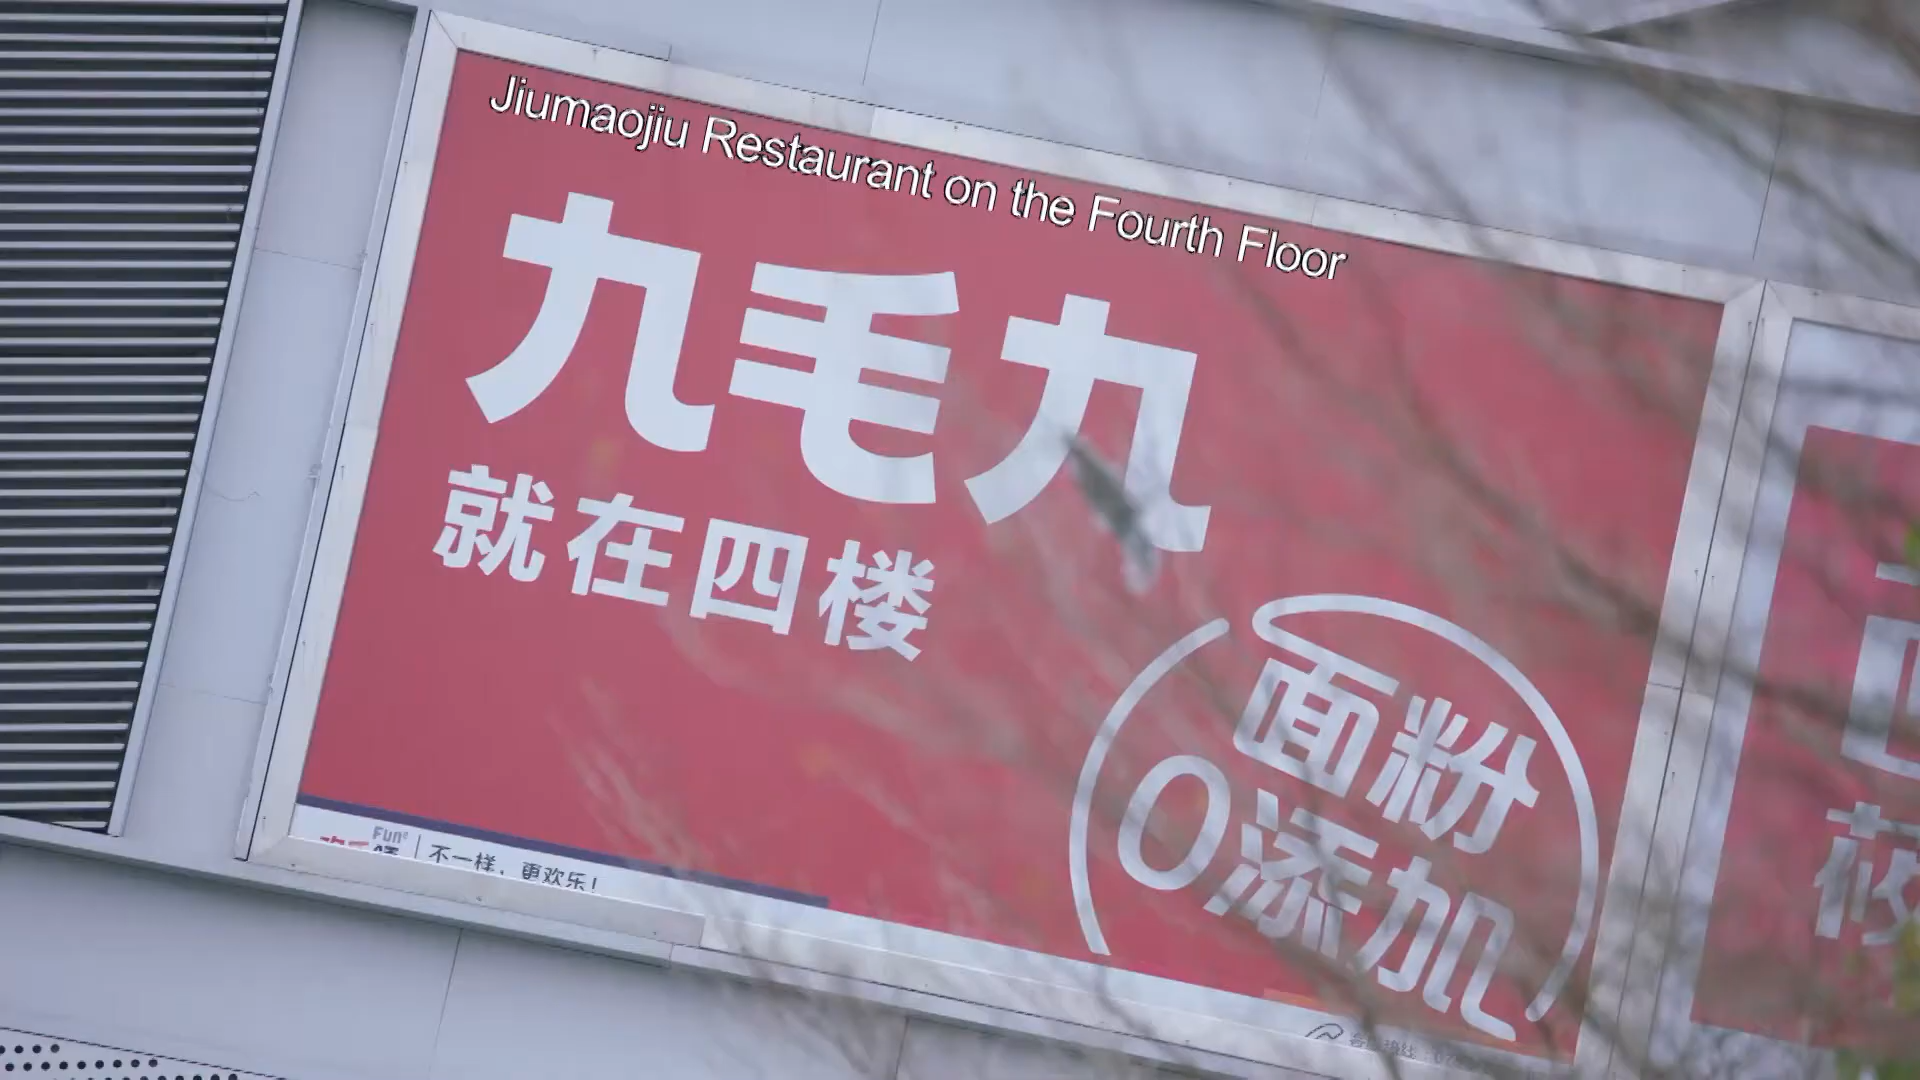 Jiumaojiu Restaurant on the Fourth Floor
九毛九
就在四楼
面粉
0添加
Fun
不一样，更欢乐！